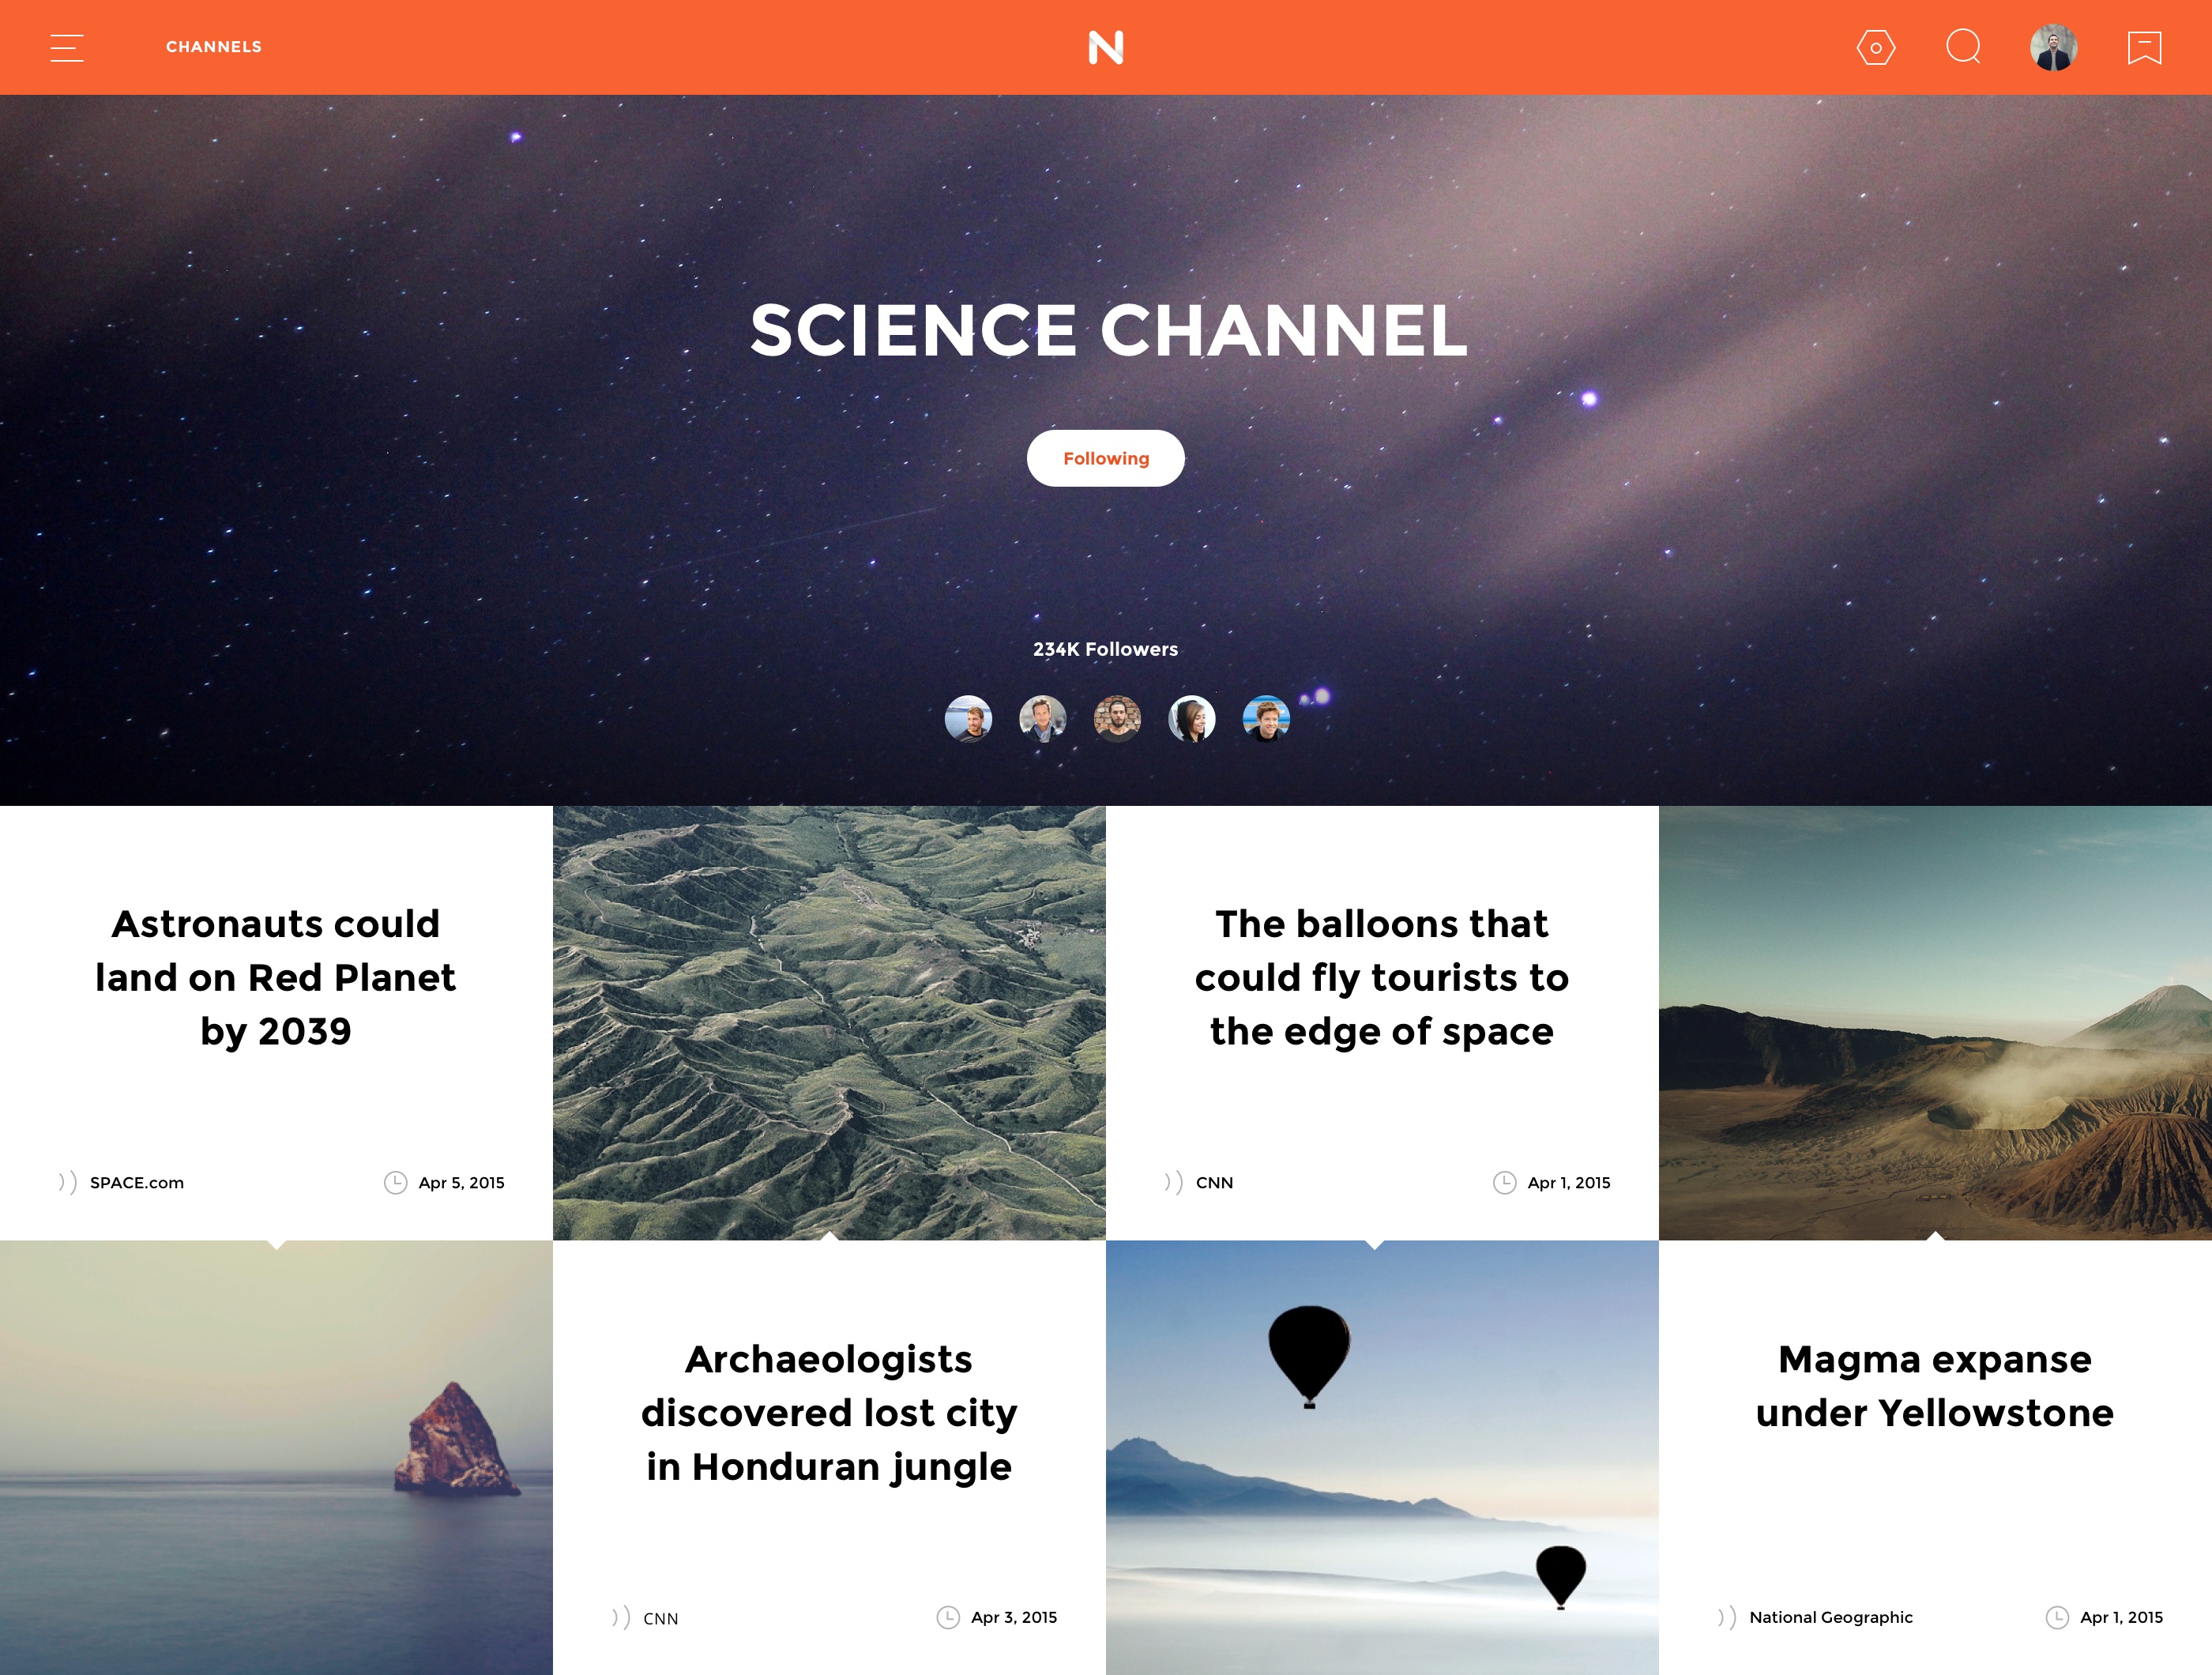 CHANNELS
N
SCIENCE CHANNEL
Following
234K Followers
Astronauts could
land on Red Planet
by 2039
SPACE.com
Apr 5, 2015
The balloons that
could fly tourists to
the edge of space
CNN
Apr 1, 2015
Archaeologists
discovered lost city
in Honduran jungle
CNN
Apr 3, 2015
Magma expanse
under Yellowstone
National Geographic
Apr 1, 2015